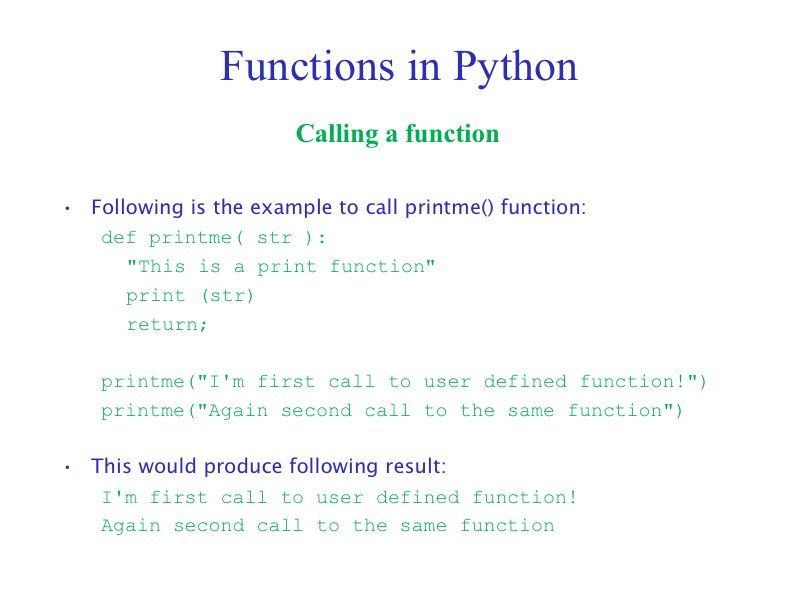 Functions in Python
Calling a function
• Following is the example to call printme() function:
def printme( str ):
"This is a print function"
print (str)
return;
printme("I'm first call to user defined function!")
printme("Again second call to the same function")
• This would produce following result:
I'm first call to user defined function!
Again second call to the same function